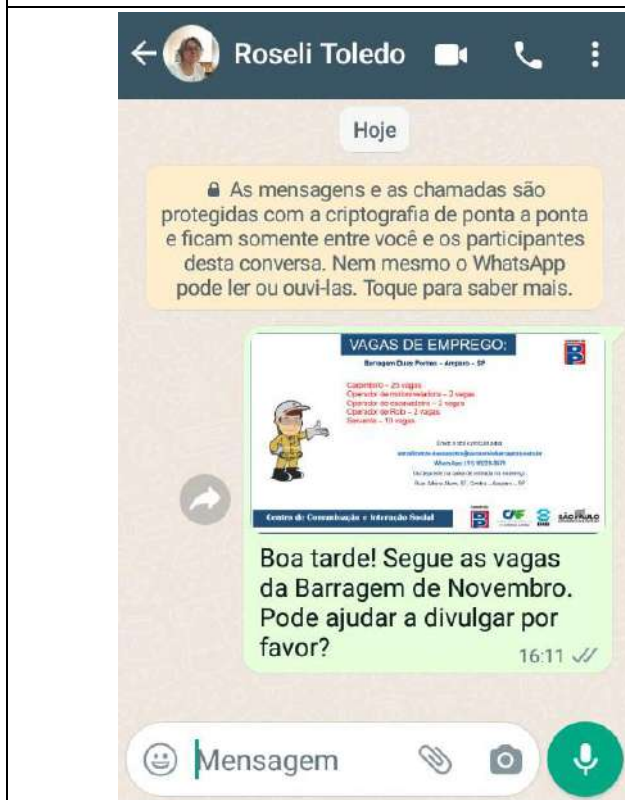 Roseli Toledo
Hoje
As mensagens e as chamadas são
protegidas com a criptografia de ponta a ponta
e ficam somente entre você e os participantes
desta conversa. Nem mesmo o WhatsApp
pode ler ou ouvi-las. Toque para saber mais.
VAGAS DE EMPREGO:
Barragem Duas Pontes - Amparo - SP
Carpinteiro - 25 vagas
Operador de motoniveladora - 2 vagas
Operador de escavadeira - 2 vagas
Operador de Rolo - 2 vagas
Servente - 10 vagas
Centro de Comunicação e Interação Social
SÃO PAULO
Boa tarde! Segue as vagas
da Barragem de Novembro.
Pode ajudar a divulgar por
favor?
16:11
Mensagem